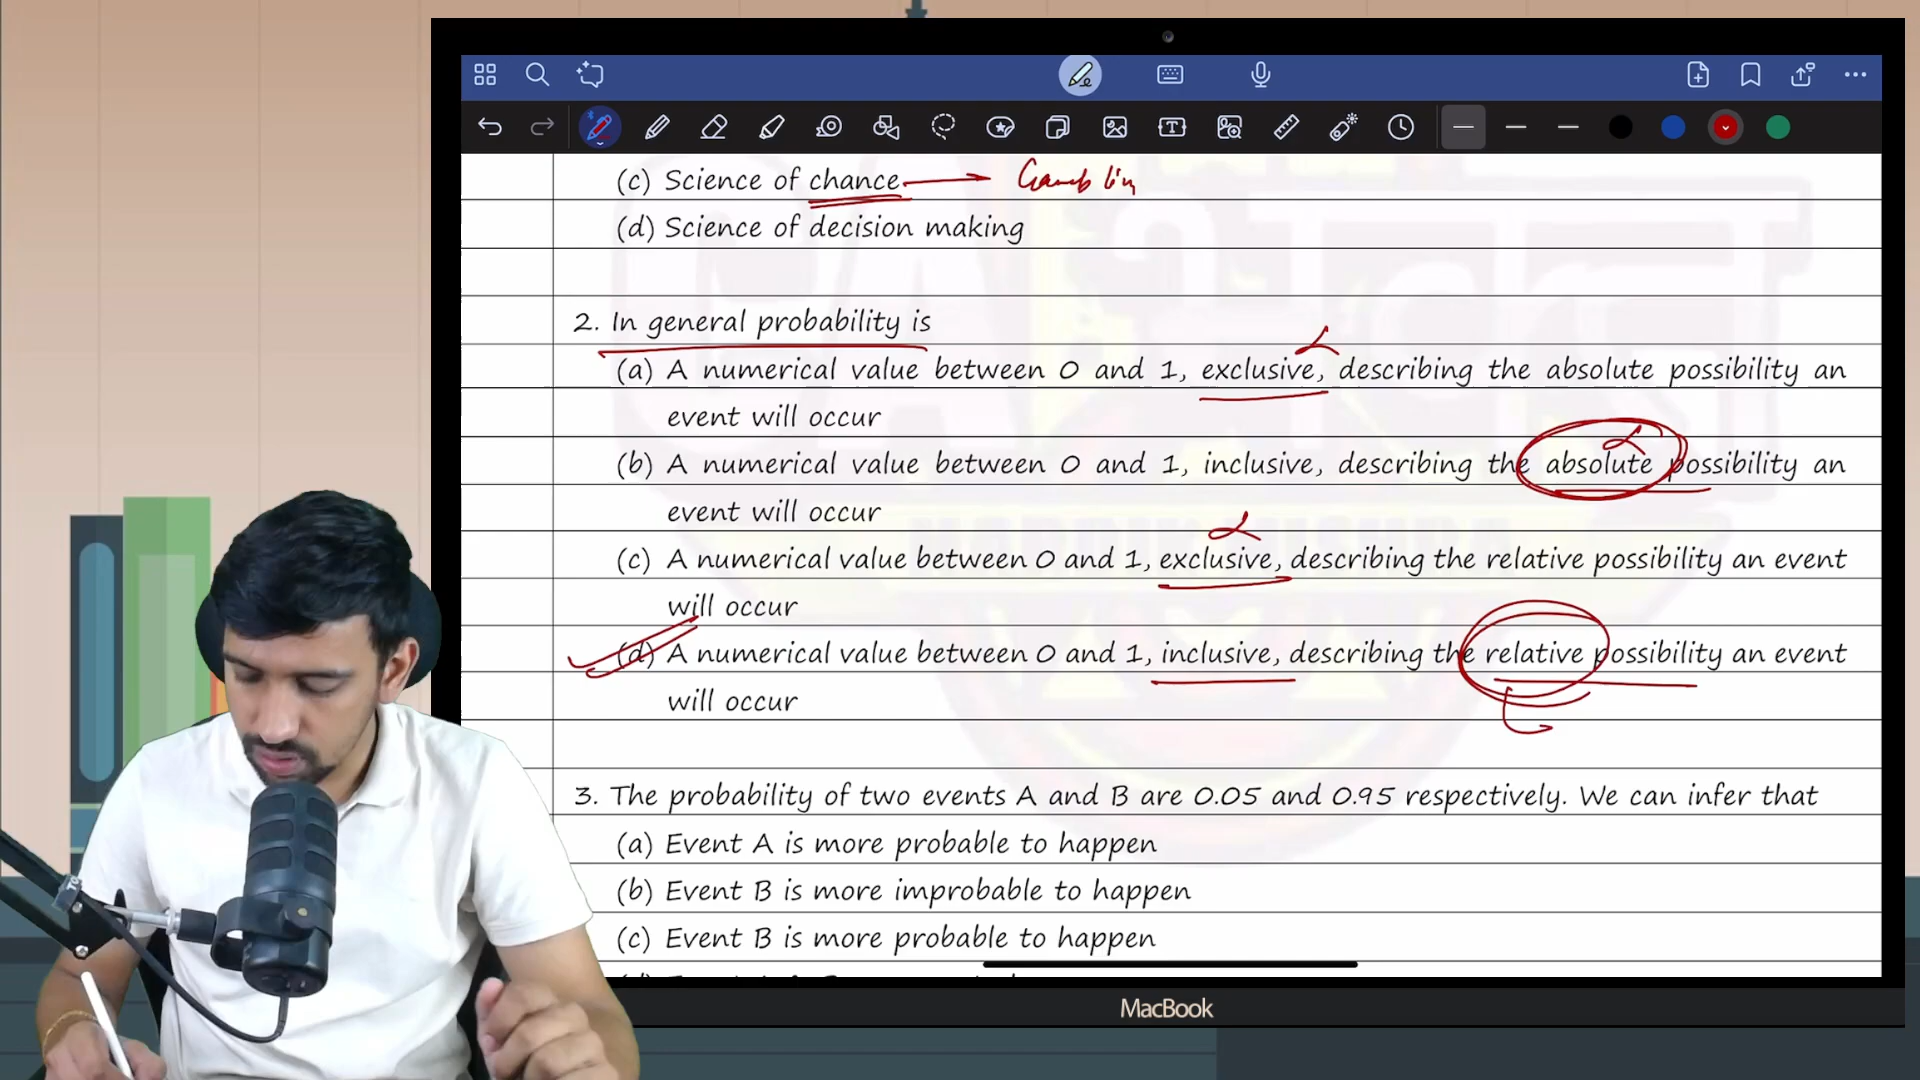 (c) Science of chance → Gamblin
(d) Science of decision making
2. In general probability is
(a) A numerical value between 0 and 1, exclusive, describing the absolute possibility an
event will occur
(b) A numerical value between 0 and 1, inclusive, describing the absolute possibility an
event will occur
(c) A numerical value between 0 and 1, exclusive, describing the relative possibility an event
will occur
(d) A numerical value between 0 and 1, inclusive, describing the relative possibility an event
will occur
3. The probability of two events A and B are 0.05 and 0.95 respectively. We can infer that
(a) Event A is more probable to happen
(b) Event B is more improbable to happen
(c) Event B is more probable to happen
MacBook